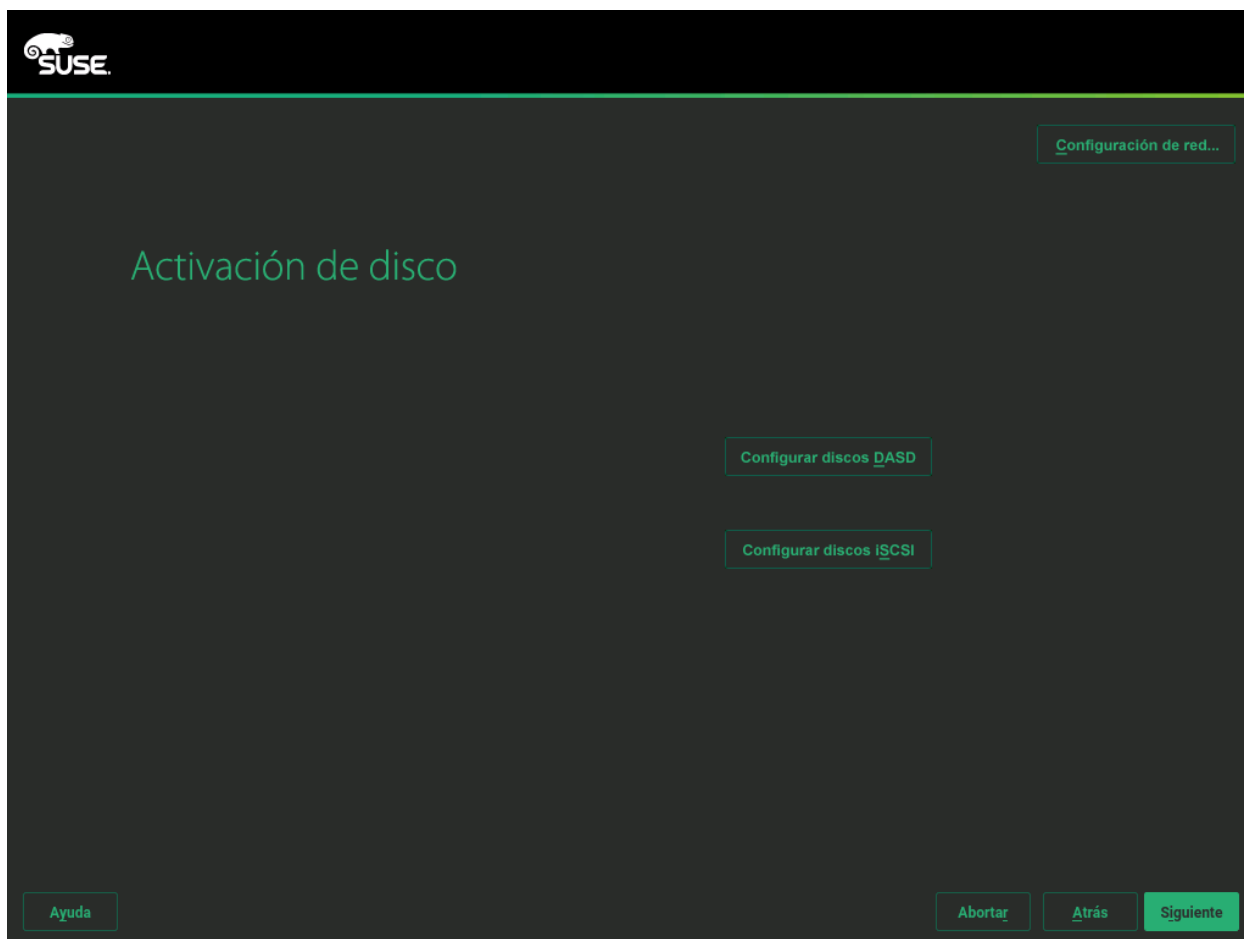 SUSE.
Configuración de red...
Activación de disco
Configurar discos DASD
Configurar discos iSCSI
Ayuda
Abortar
Atrás
Siguiente